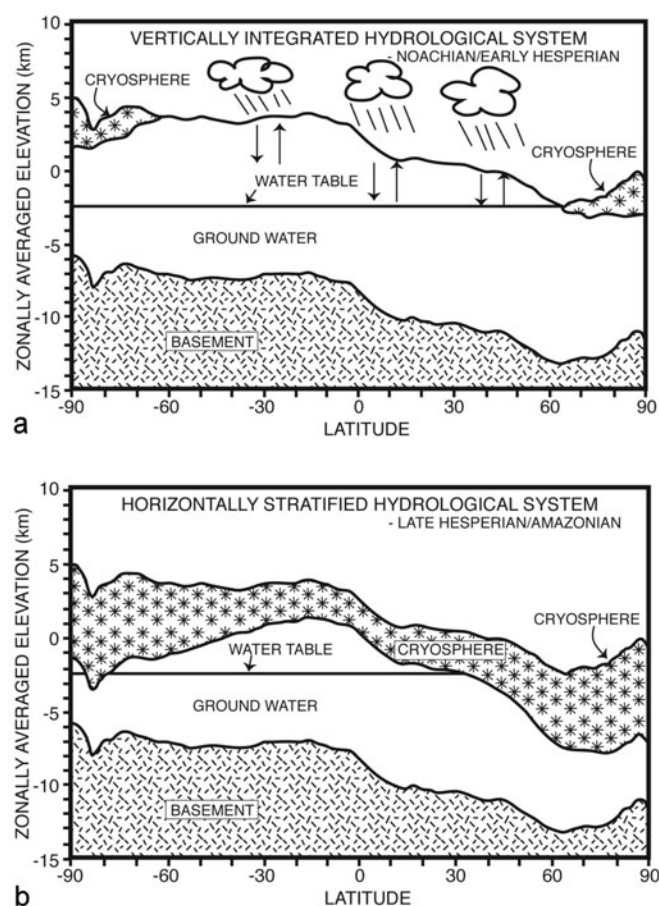 10
VERTICALLY INTEGRATED HYDROLOGICAL SYSTEM
- NOACHIAN/EARLY HESPERIAN
CRYOSPHERE
5
CRYOSPHERE
0
WATER TABLE
GROUND WATER
-5
-10
BASEMENT
-15
ZONALLY AVERAGED ELEVATION (km)
-90 -60 -30 0 30 60 90
LATITUDE
a
10
HORIZONTALLY STRATIFIED HYDROLOGICAL SYSTEM
- LATE HESPERIAN/AMAZONIAN
5
CRYOSPHERE
0
WATER TABLE
CRYOSPHERE
GROUND WATER
-5
-10
BASEMENT
-15
ZONALLY AVERAGED ELEVATION (km)
-90 -60 -30 0 30 60 90
LATITUDE
b